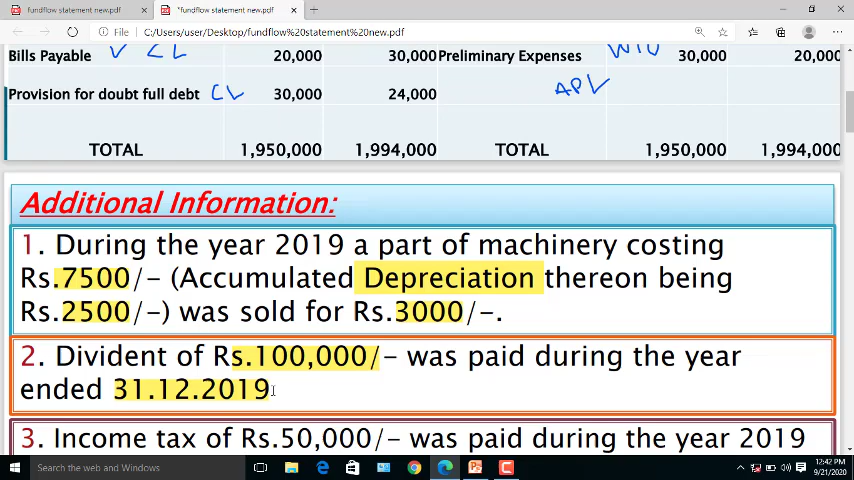 fundflow statement new.pdf
*fundflow statement new.pdf
File
C:/Users/user/Desktop/fundflow%20statement%20new.pdf
Bills Payable V CL 20,000 30,000 Preliminary Expenses 30,000 20,000
Provision for doubt full debt CL 30,000 24,000 APL
TOTAL 1,950,000 1,994,000 TOTAL 1,950,000 1,994,000
Additional Information:
1. During the year 2019 a part of machinery costing
Rs.7500/- (Accumulated Depreciation thereon being
Rs.2500/-) was sold for Rs.3000/-.
2. Divident of Rs.100,000/- was paid during the year
ended 31.12.2019
3. Income tax of Rs.50,000/- was paid during the year 2019
Search the web and Windows
12:42 PM
9/21/2020